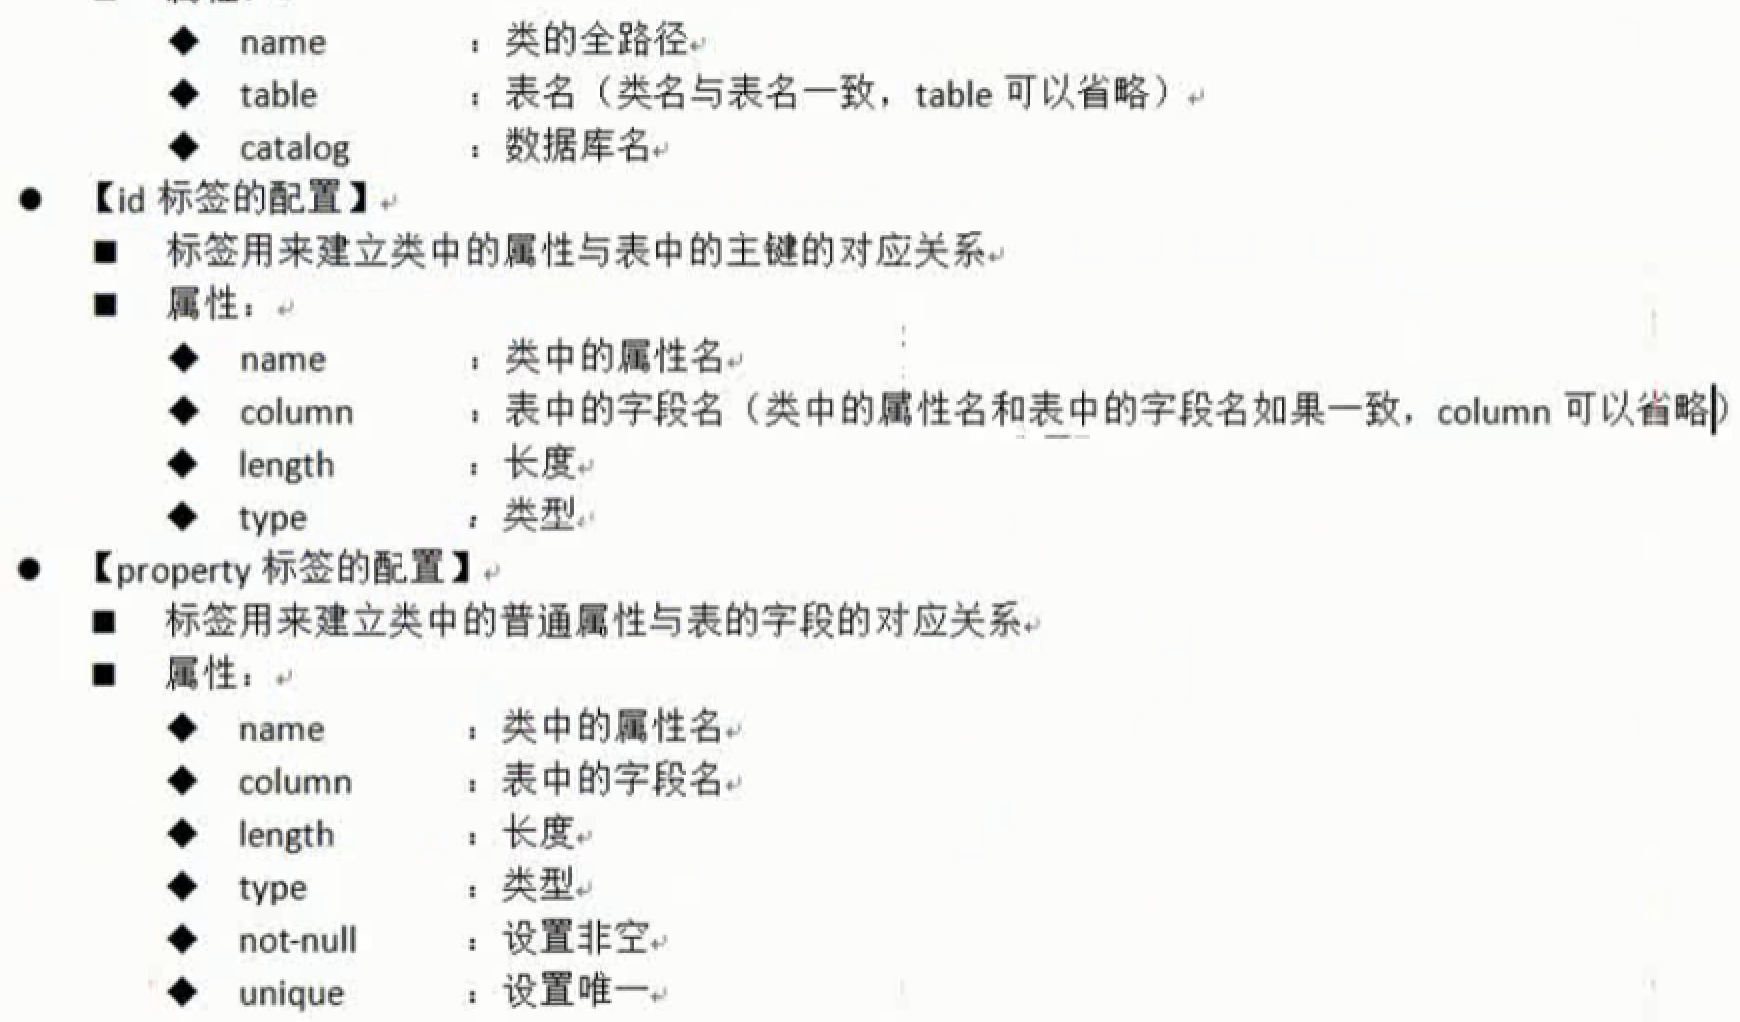 属性：
◆ name ：类的全路径
◆ table ：表名（类名与表名一致，table 可以省略）
◆ catalog ：数据库名
● 【id 标签的配置】
■ 标签用来建立类中的属性与表中的主键的对应关系
■ 属性：
◆ name ：类中的属性名
◆ column ：表中的字段名（类中的属性名和表中的字段名如果一致，column 可以省略）
◆ length ：长度
◆ type ：类型
● 【property 标签的配置】
■ 标签用来建立类中的普通属性与表的字段的对应关系
■ 属性：
◆ name ：类中的属性名
◆ column ：表中的字段名
◆ length ：长度
◆ type ：类型
◆ not-null ：设置非空
◆ unique ：设置唯一